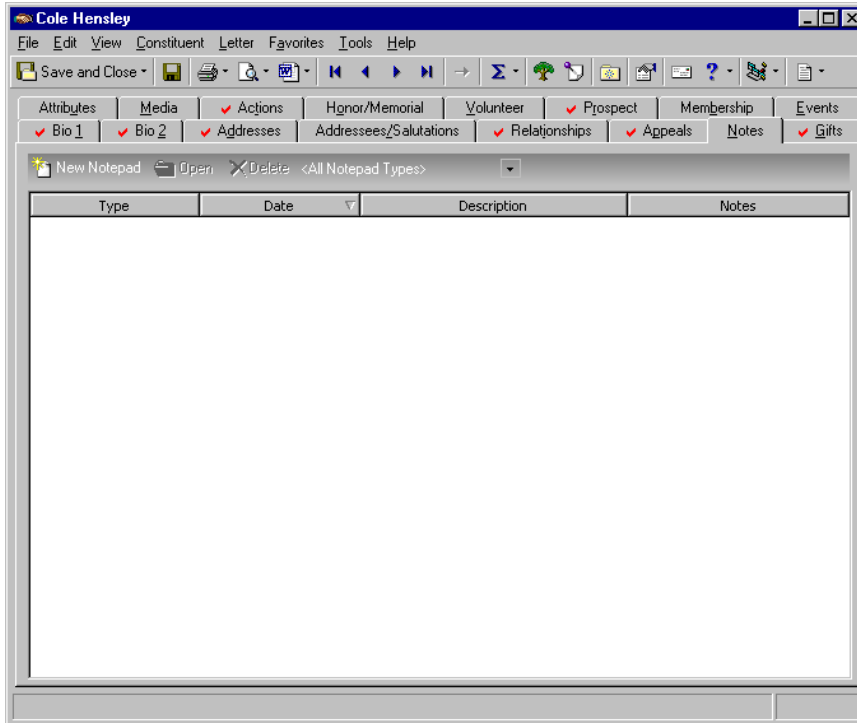 Cole Hensley
File Edit View Constituent Letter Favorites Tools Help
Save and Close
Attributes Media Actions Honor/Memorial Volunteer Prospect Membership Events
Bio 1 Bio 2 Addresses Addressees/Salutations Relationships Appeals Notes Gifts
New Notepad Open Delete <All Notepad Types>
Type Date Description Notes